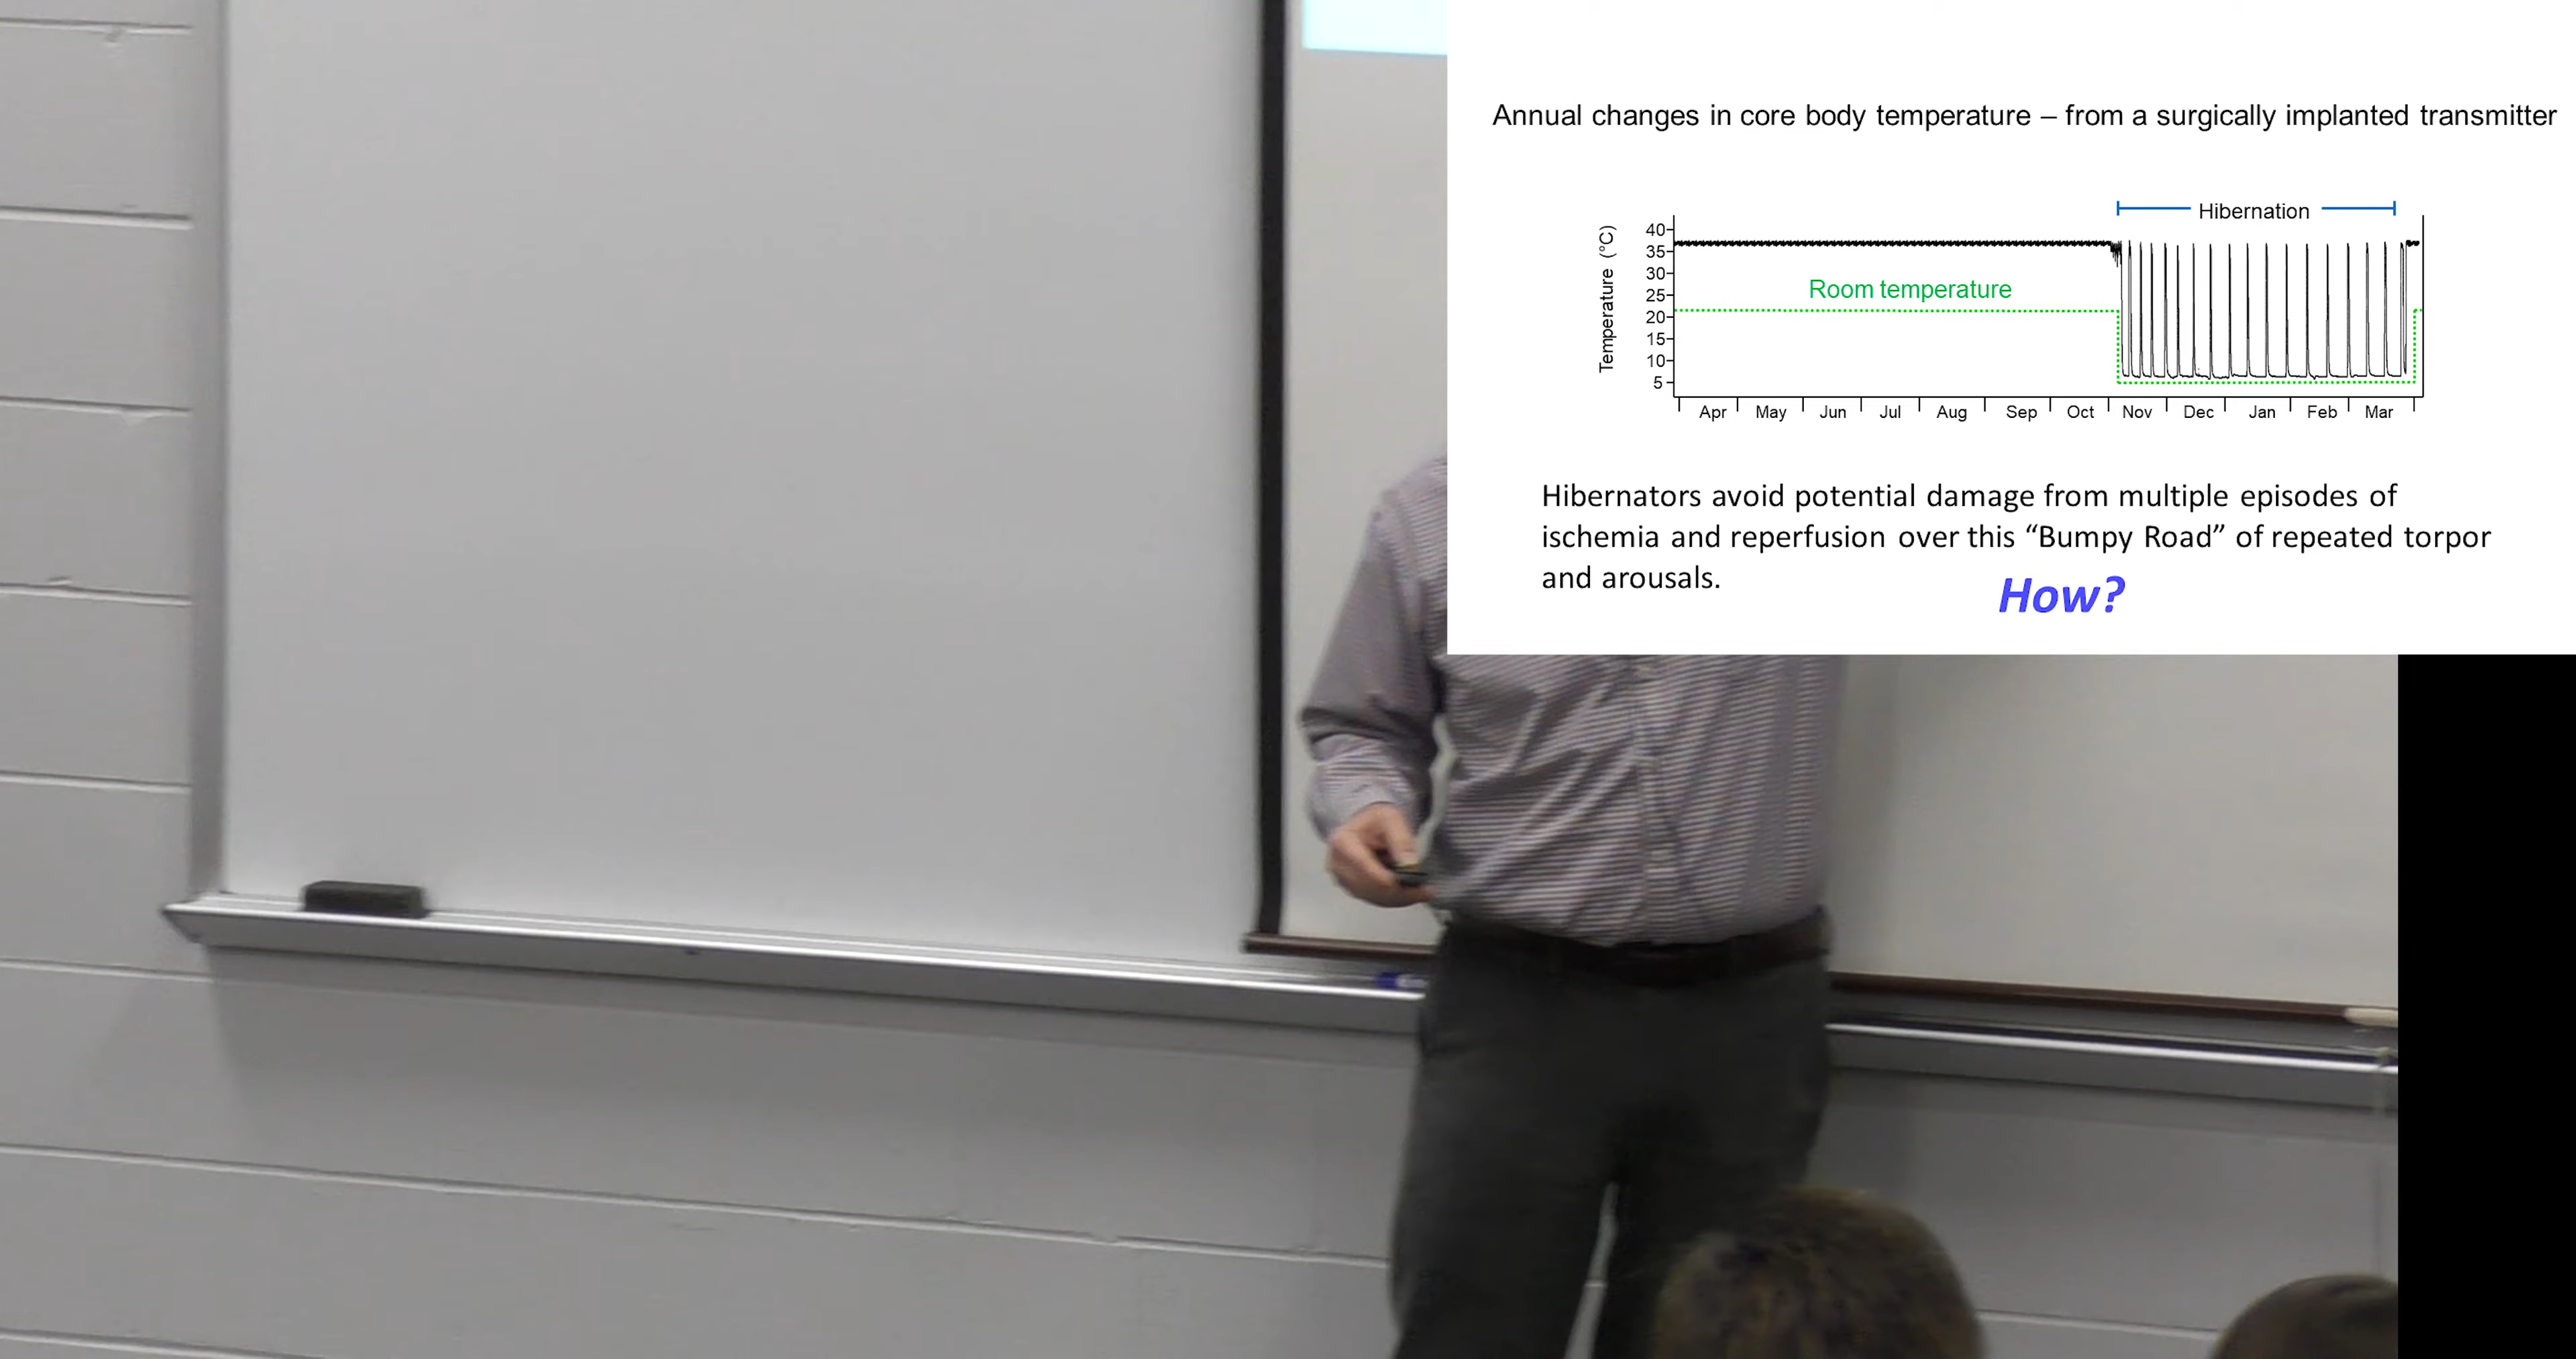 Annual changes in core body temperature – from a surgically implanted transmitter
Hibernation
Temperature (°C)
40
35
30
25
20
15
10
5
Room temperature
Apr May Jun Jul Aug Sep Oct Nov Dec Jan Feb Mar
Hibernators avoid potential damage from multiple episodes of
ischemia and reperfusion over this “Bumpy Road” of repeated torpor
and arousals.
How?